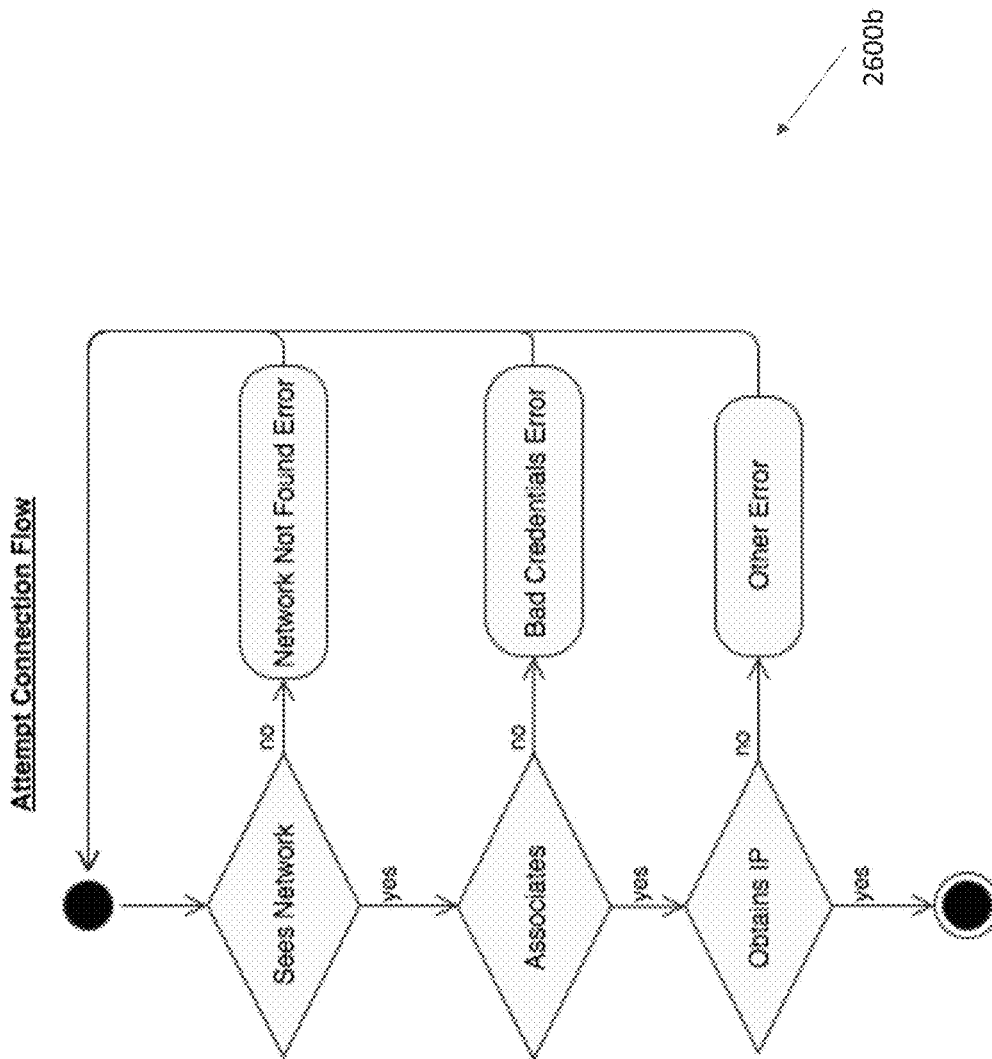 Attempt Connection Flow
Sees Network
no
Network Not Found Error
yes
Associates
no
Bad Credentials Error
yes
Obtains IP
no
Other Error
yes
2600b